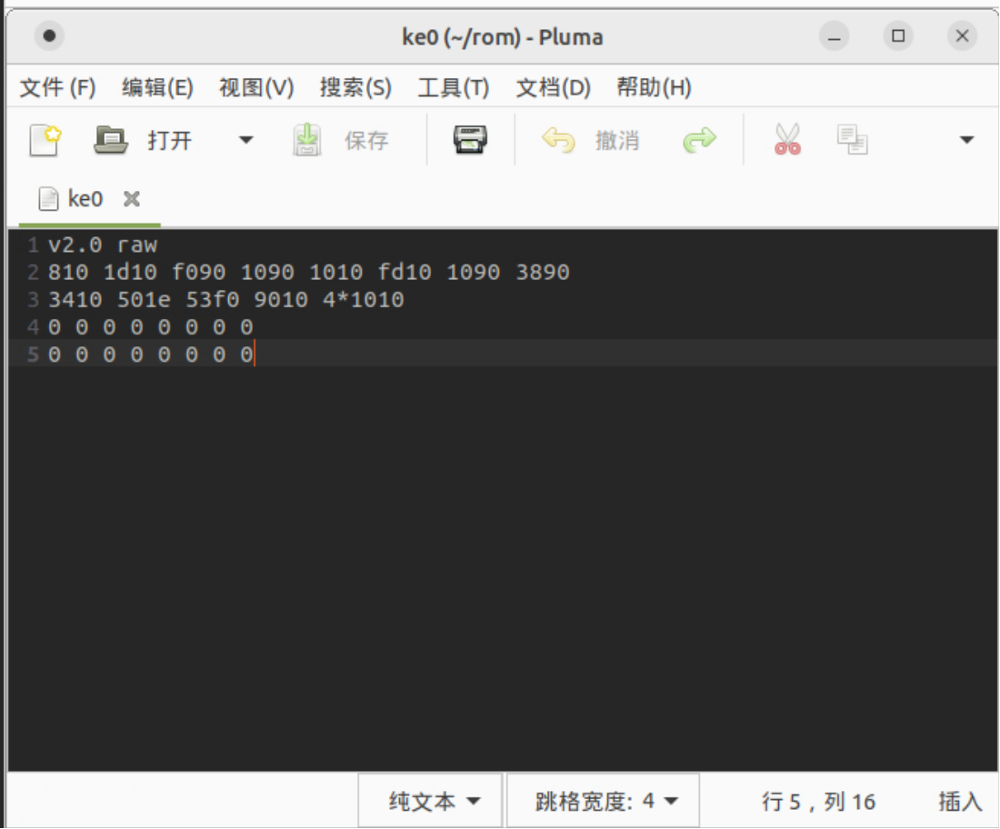 ke0 (~/rom) - Pluma
文件 (F) 编辑(E) 视图(V) 搜索(S) 工具(T) 文档(D) 帮助(H)
打开 保存 撤消
ke0
1 v2.0 raw
2 810 1d10 f090 1090 1010 fd10 1090 3890
3 3410 501e 53f0 9010 4*1010
4 0 0 0 0 0 0 0 0
5 0 0 0 0 0 0 0 0
纯文本 跳格宽度: 4 行 5，列 16 插入